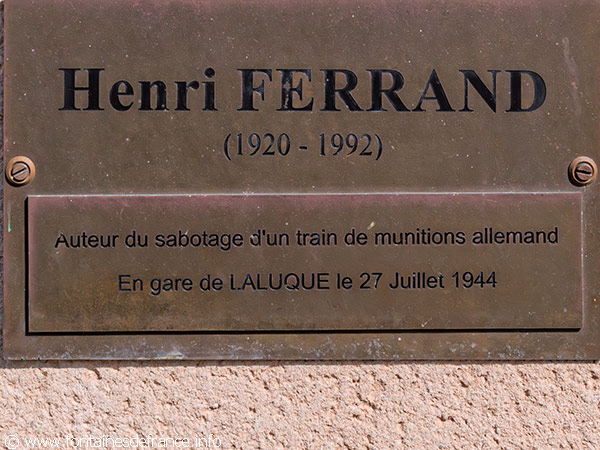 Henri FERRAND
(1920 - 1992)
Auteur du sabotage d'un train de munitions allemand
En gare de LALUQUE le 27 Juillet 1944
© www.fontainesdefrance.info